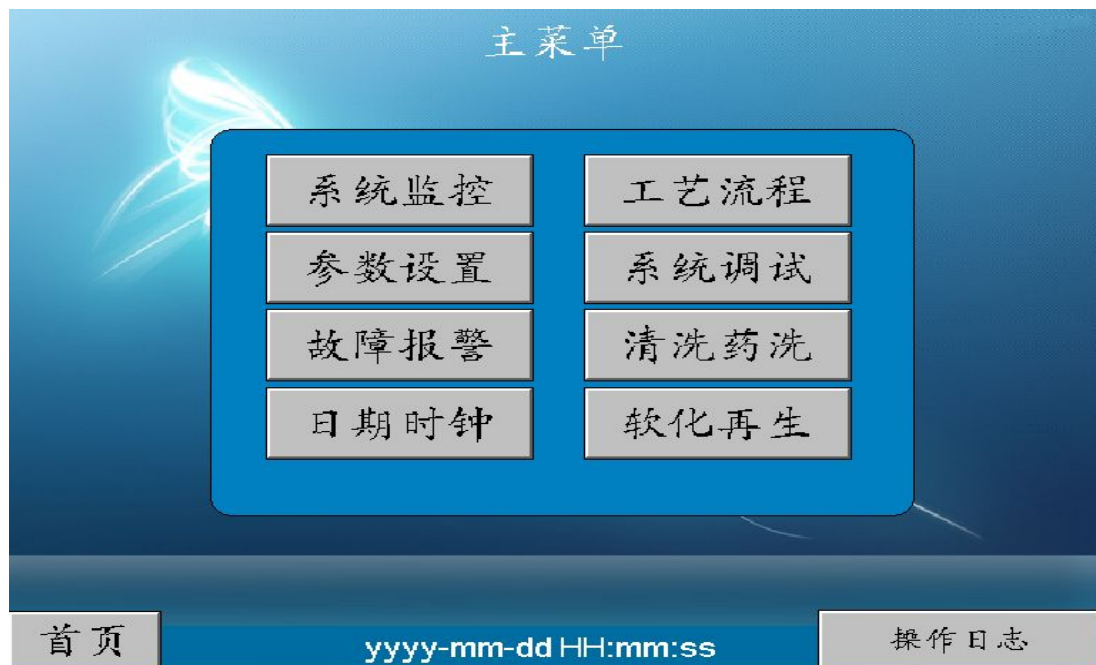 主菜单
系统监控 工艺流程
参数设置 系统调试
故障报警 清洗药洗
日期时钟 软化再生
首页 yyyy-mm-dd HH:mm:ss 操作日志